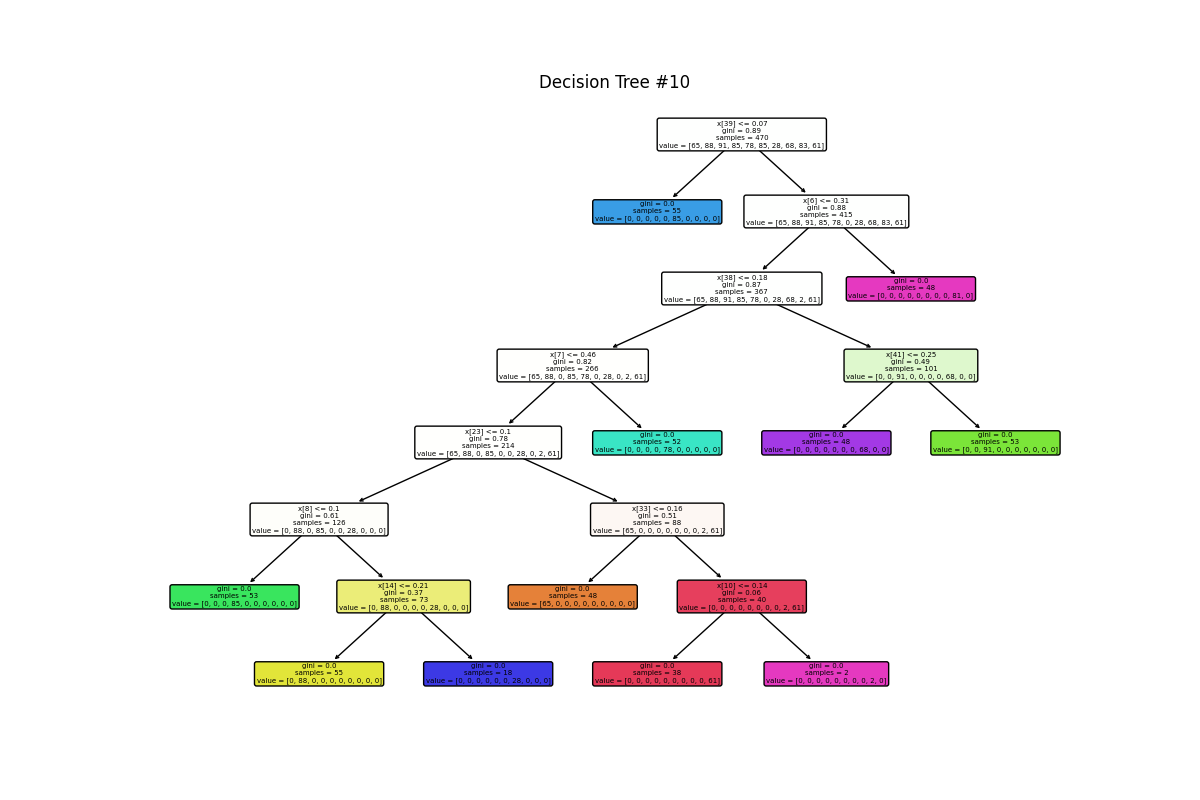 Decision Tree #10
x[39] <= 0.07
gini = 0.89
samples = 470
value = [65, 88, 91, 85, 78, 85, 28, 68, 83, 61]
gini = 0.0
samples = 55
value = [0, 0, 0, 0, 0, 85, 0, 0, 0, 0]
x[6] <= 0.31
gini = 0.88
samples = 415
value = [65, 88, 91, 85, 78, 0, 28, 68, 83, 61]
x[38] <= 0.18
gini = 0.87
samples = 367
value = [65, 88, 91, 85, 78, 0, 28, 68, 2, 61]
gini = 0.0
samples = 48
value = [0, 0, 0, 0, 0, 0, 0, 0, 81, 0]
x[7] <= 0.46
gini = 0.82
samples = 266
value = [65, 88, 0, 85, 78, 0, 28, 0, 2, 61]
x[41] <= 0.25
gini = 0.49
samples = 101
value = [0, 0, 91, 0, 0, 0, 0, 68, 0, 0]
x[23] <= 0.1
gini = 0.78
samples = 214
value = [65, 88, 0, 85, 0, 0, 28, 0, 2, 61]
gini = 0.0
samples = 52
value = [0, 0, 0, 0, 78, 0, 0, 0, 0, 0]
gini = 0.0
samples = 48
value = [0, 0, 0, 0, 0, 0, 0, 68, 0, 0]
gini = 0.0
samples = 53
value = [0, 0, 91, 0, 0, 0, 0, 0, 0, 0]
x[8] <= 0.1
gini = 0.61
samples = 126
value = [0, 88, 0, 85, 0, 0, 28, 0, 0, 0]
x[33] <= 0.16
gini = 0.51
samples = 88
value = [65, 0, 0, 0, 0, 0, 0, 0, 2, 61]
gini = 0.0
samples = 53
value = [0, 0, 0, 85, 0, 0, 0, 0, 0, 0]
x[14] <= 0.21
gini = 0.37
samples = 73
value = [0, 88, 0, 0, 0, 0, 28, 0, 0, 0]
gini = 0.0
samples = 48
value = [65, 0, 0, 0, 0, 0, 0, 0, 0, 0]
x[10] <= 0.14
gini = 0.06
samples = 40
value = [0, 0, 0, 0, 0, 0, 0, 0, 2, 61]
gini = 0.0
samples = 55
value = [0, 88, 0, 0, 0, 0, 0, 0, 0, 0]
gini = 0.0
samples = 18
value = [0, 0, 0, 0, 0, 0, 28, 0, 0, 0]
gini = 0.0
samples = 38
value = [0, 0, 0, 0, 0, 0, 0, 0, 0, 61]
gini = 0.0
samples = 2
value = [0, 0, 0, 0, 0, 0, 0, 0, 2, 0]